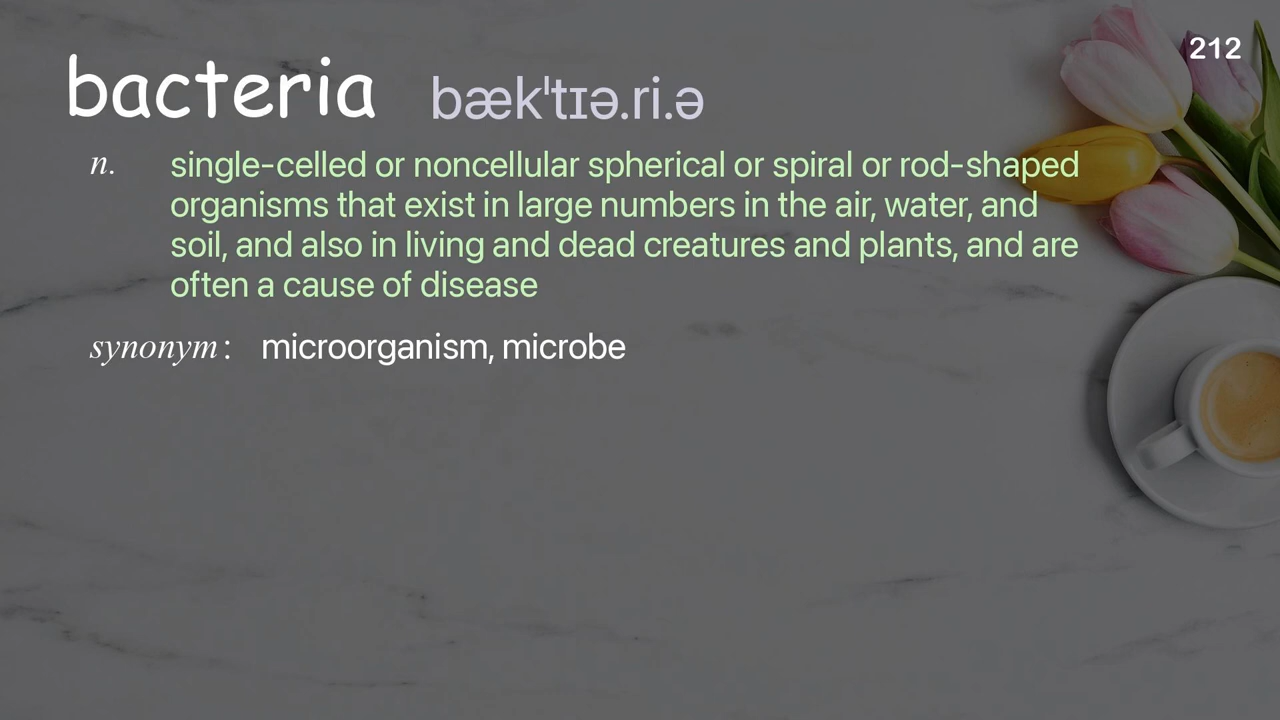 212
bacteria bækˈtɪə.ri.ə
n. single-celled or noncellular spherical or spiral or rod-shaped
organisms that exist in large numbers in the air, water, and
soil, and also in living and dead creatures and plants, and are
often a cause of disease
synonym: microorganism, microbe